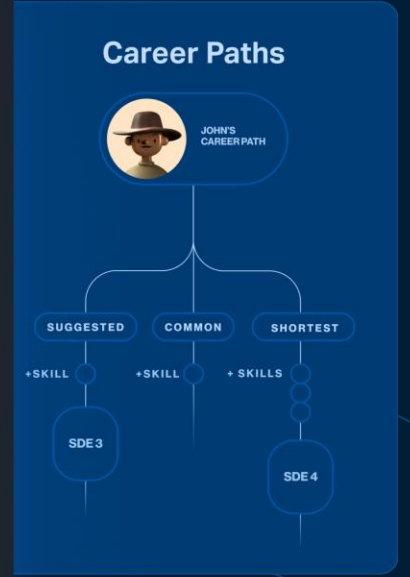 Career Paths
JOHN'S
CAREER PATH
SUGGESTED
COMMON
SHORTEST
+SKILL
+SKILL
+ SKILLS
SDE 3
SDE 4